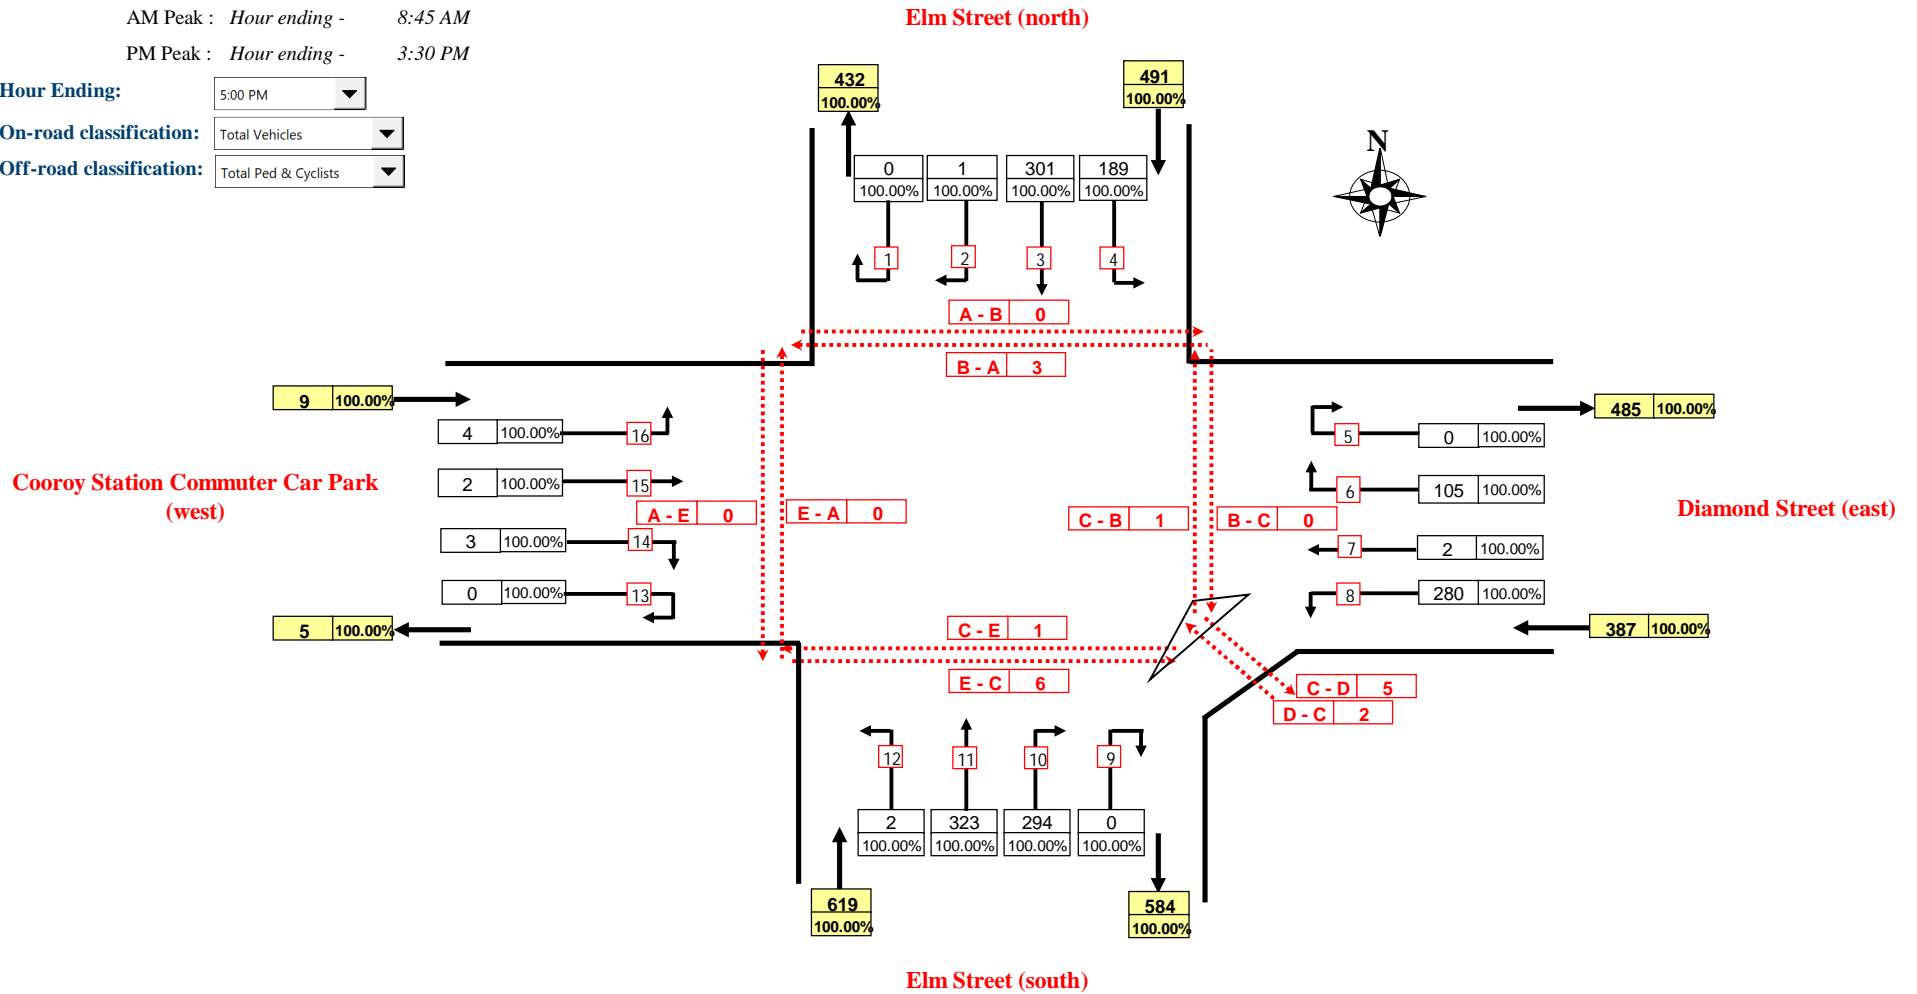 AM Peak : Hour ending - 8:45 AM
PM Peak : Hour ending - 3:30 PM
Hour Ending: 5:00 PM
On-road classification: Total Vehicles
Off-road classification: Total Ped & Cyclists
Elm Street (north)
432
100.00%
491
100.00%
N
0 1 301 189
100.00% 100.00% 100.00% 100.00%
1 2 3 4
A - B 0
B - A 3
9 100.00%
4 100.00% 16
2 100.00% 15
3 100.00% 14
0 100.00% 13
5 100.00%
Cooroy Station Commuter Car Park
(west)
A - E 0
E - A 0
C - B 1
B - C 0
485 100.00%
5 0 100.00%
6 105 100.00%
7 2 100.00%
8 280 100.00%
387 100.00%
Diamond Street (east)
C - E 1
E - C 6
C - D 5
D - C 2
12 11 10 9
2 323 294 0
100.00% 100.00% 100.00% 100.00%
619
100.00%
584
100.00%
Elm Street (south)